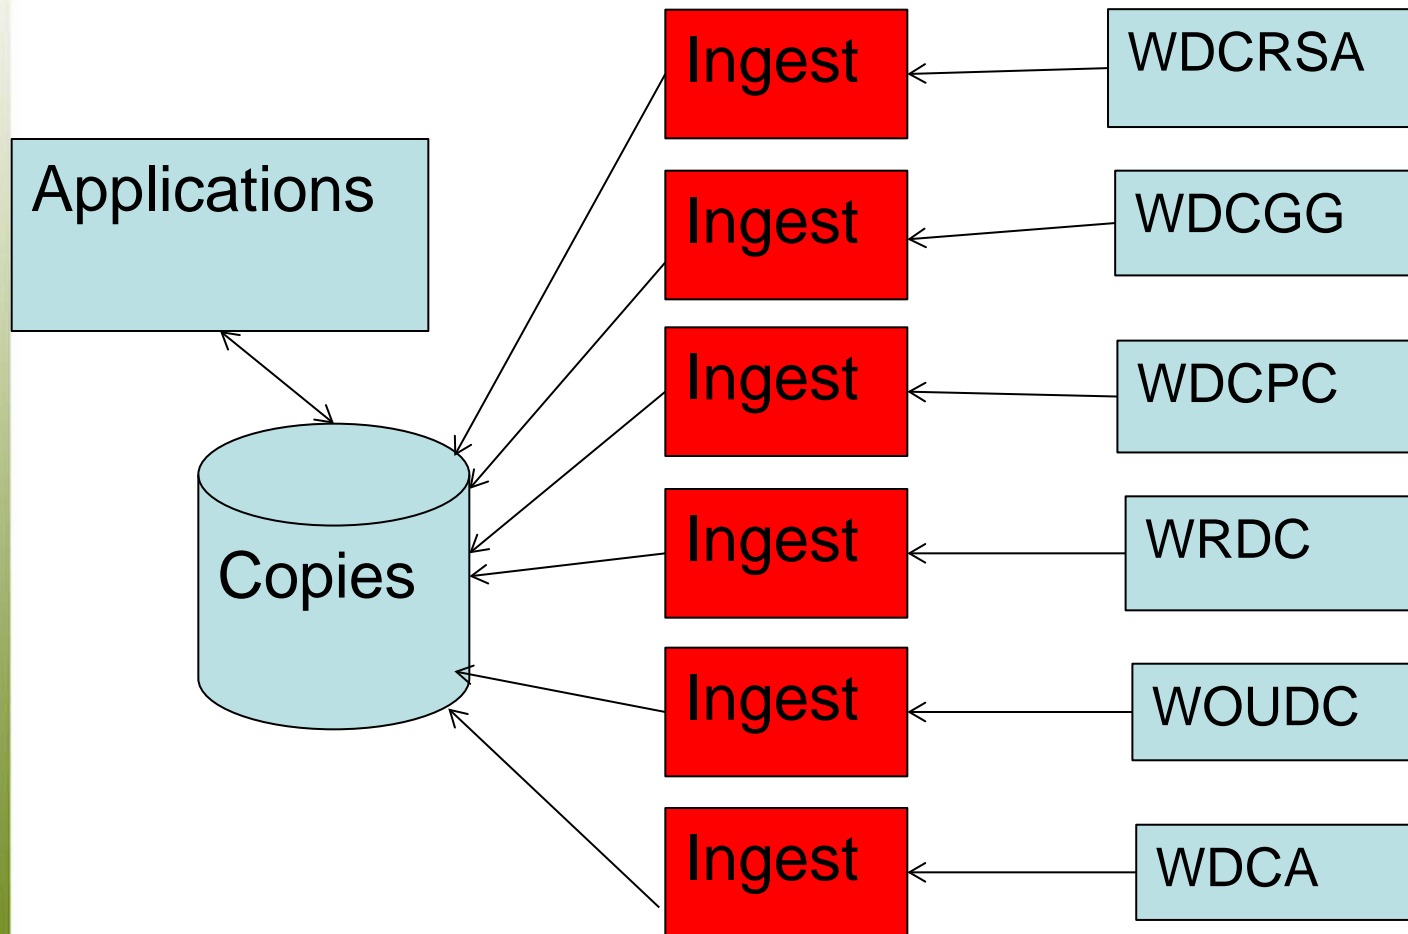 Applications
Copies
Ingest
WDCRSA
Ingest
WDCGG
Ingest
WDCPC
Ingest
WRDC
Ingest
WOUDC
Ingest
WDCA